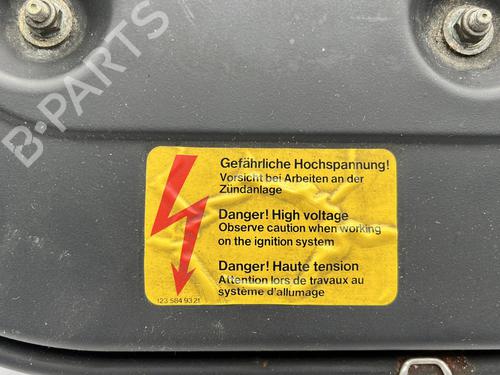 B-PARTS
Gefährliche Hochspannung!
Vorsicht bei Arbeiten an der
Zündanlage
Danger! High voltage
Observe caution when working
on the ignition system
Danger! Haute tension
Attention lors de travaux au
système d'allumage
123 584 93 21